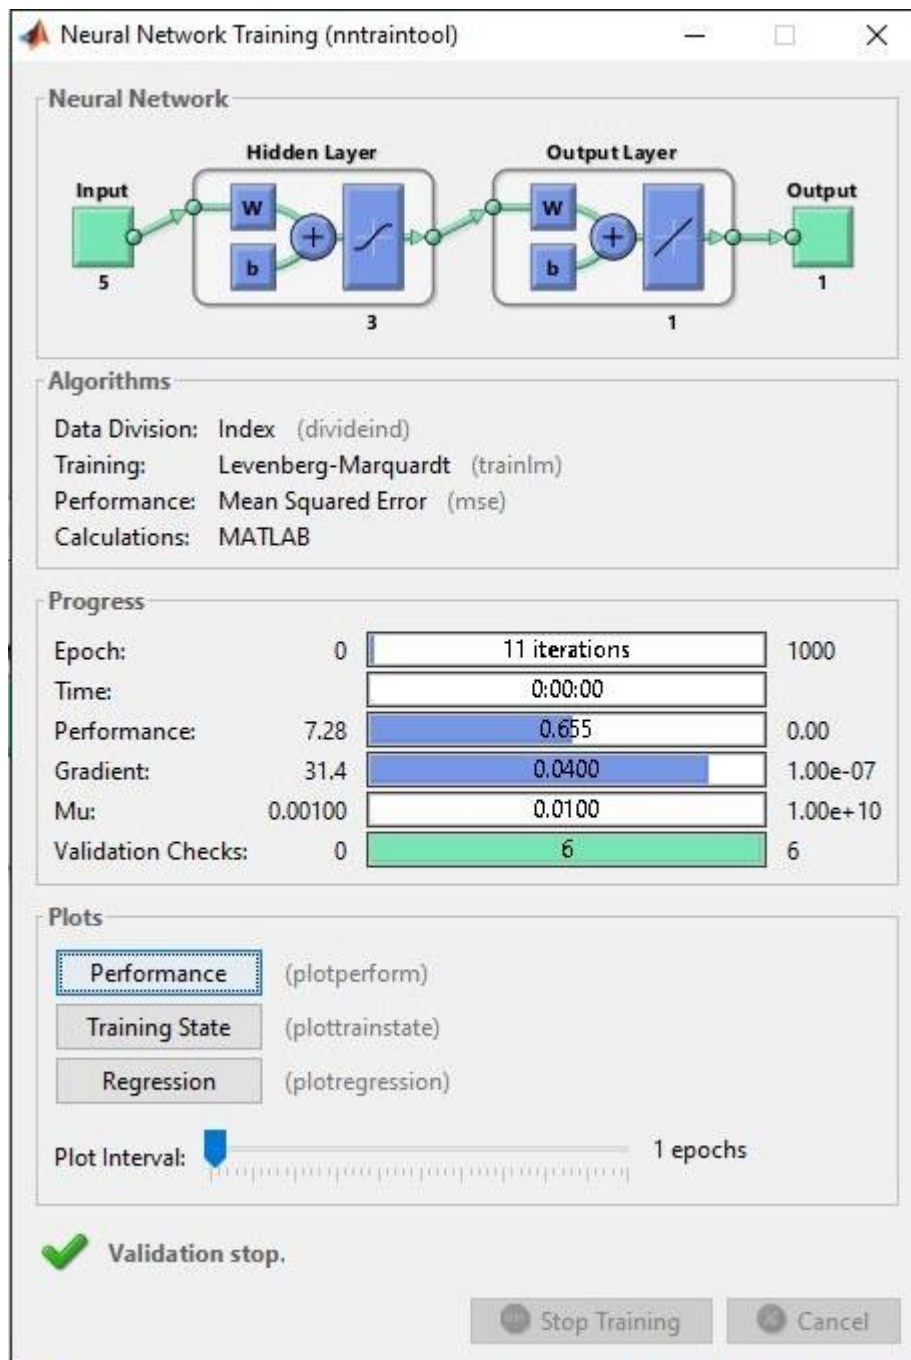 Neural Network Training (nntraintool)
Neural Network
Hidden Layer Output Layer
Input Output
W W
b b
5 3 1 1
Algorithms
Data Division: Index (divideind)
Training: Levenberg-Marquardt (trainlm)
Performance: Mean Squared Error (mse)
Calculations: MATLAB
Progress
Epoch: 0 11 iterations 1000
Time: 0:00:00
Performance: 7.28 0.655 0.00
Gradient: 31.4 0.0400 1.00e-07
Mu: 0.00100 0.0100 1.00e+10
Validation Checks: 0 6 6
Plots
Performance (plotperform)
Training State (plottrainstate)
Regression (plotregression)
Plot Interval: 1 epochs
Validation stop.
Stop Training Cancel